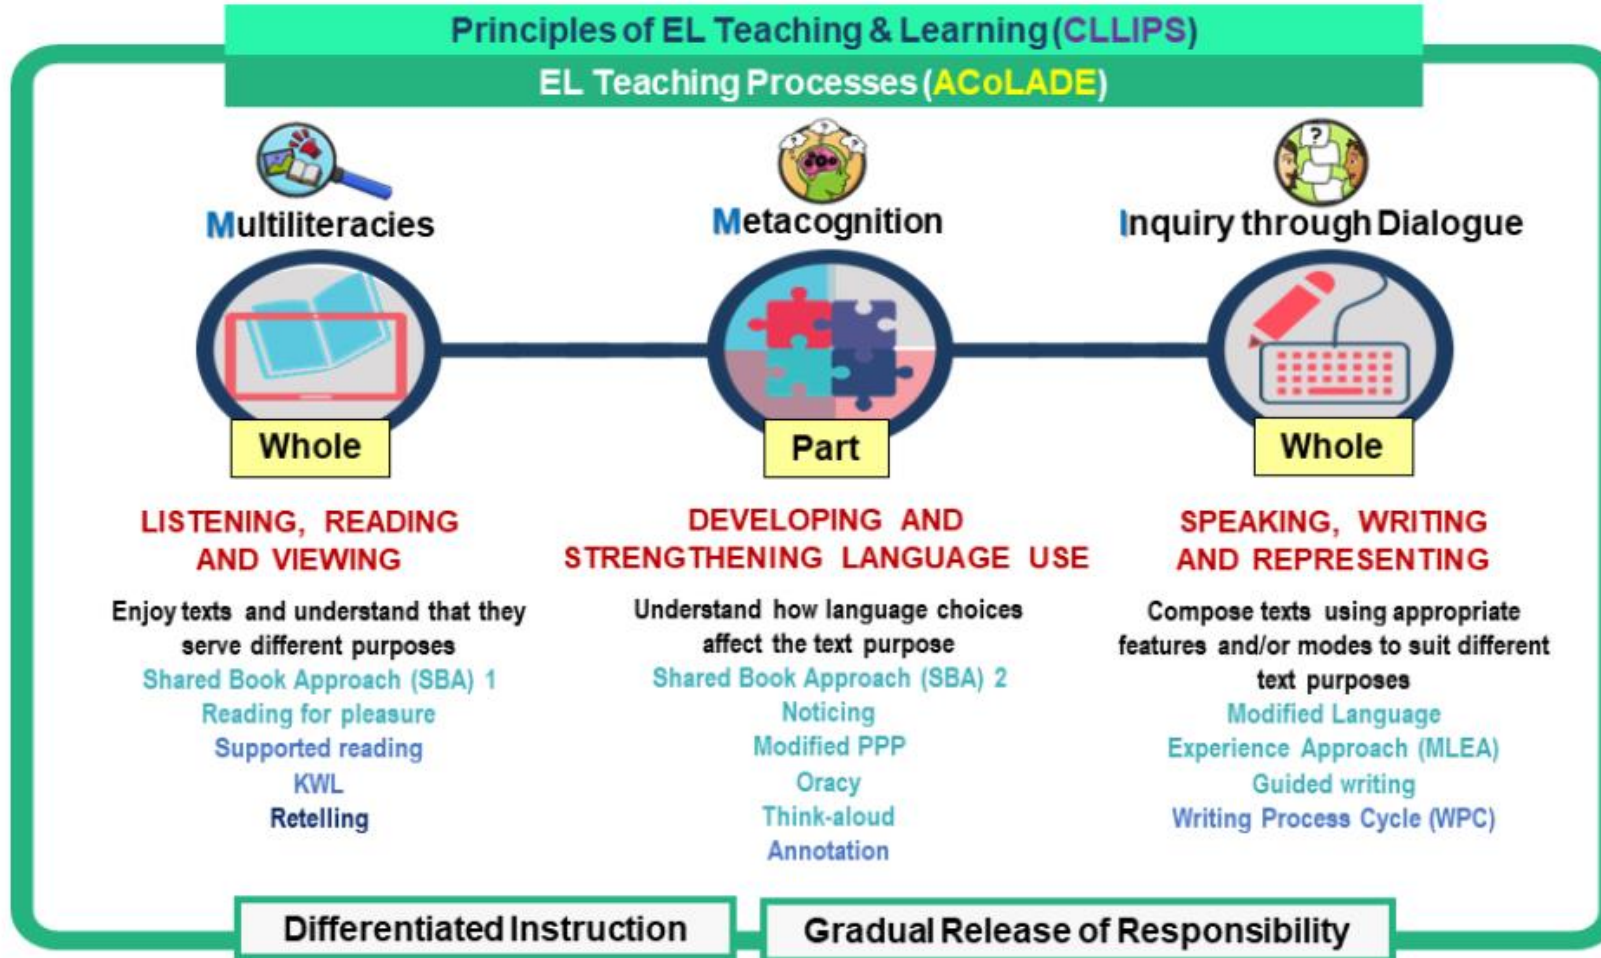 Principles of EL Teaching & Learning (CLLIPS)
EL Teaching Processes (ACoLADE)
Multiliteracies
Whole
LISTENING, READING
AND VIEWING
Enjoy texts and understand that they
serve different purposes
Shared Book Approach (SBA) 1
Reading for pleasure
Supported reading
KWL
Retelling
Metacognition
Part
DEVELOPING AND
STRENGTHENING LANGUAGE USE
Understand how language choices
affect the text purpose
Shared Book Approach (SBA) 2
Noticing
Modified PPP
Oracy
Think-aloud
Annotation
?
Inquiry through Dialogue
Whole
SPEAKING, WRITING
AND REPRESENTING
Compose texts using appropriate
features and/or modes to suit different
text purposes
Modified Language
Experience Approach (MLEA)
Guided writing
Writing Process Cycle (WPC)
Differentiated Instruction
Gradual Release of Responsibility